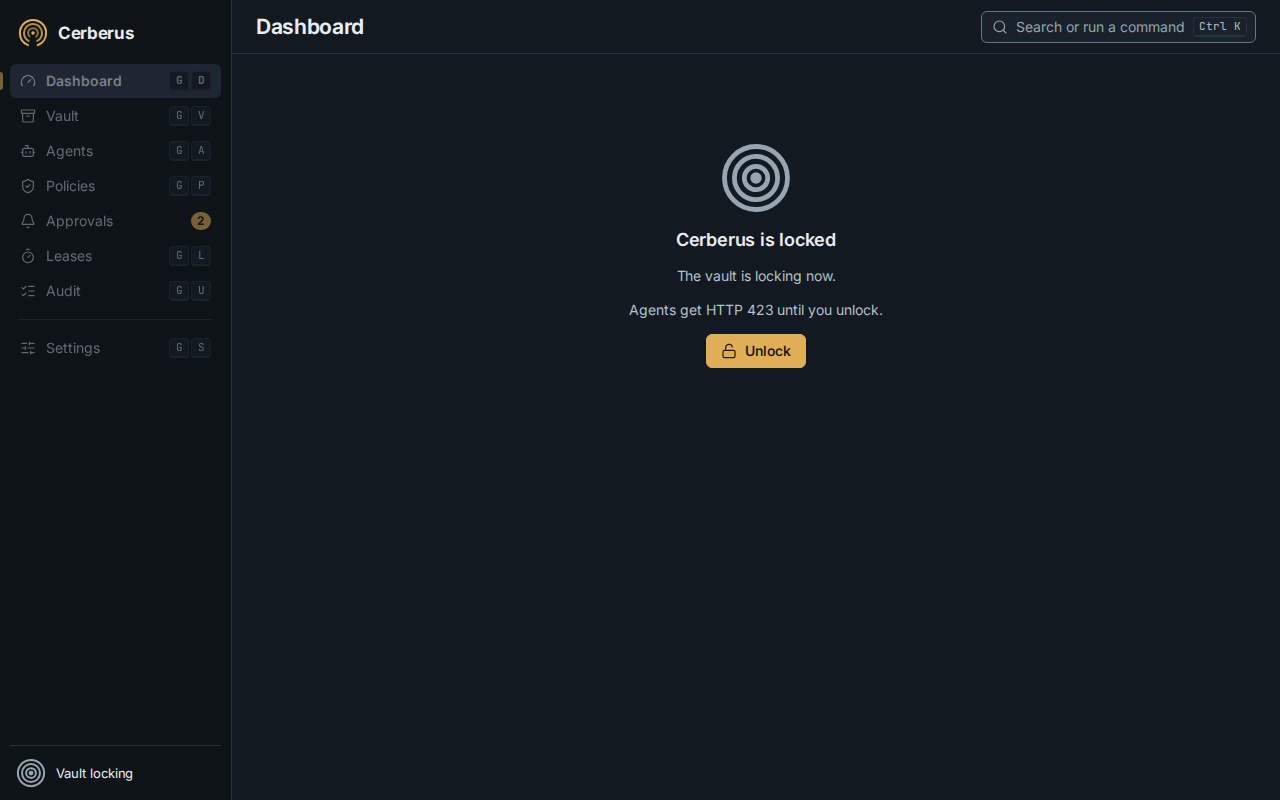 Cerberus
Dashboard G D
Vault G V
Agents G A
Policies G P
Approvals 2
Leases G L
Audit G U
Settings G S
Vault locking
Dashboard
Search or run a command Ctrl K
Cerberus is locked
The vault is locking now.
Agents get HTTP 423 until you unlock.
Unlock